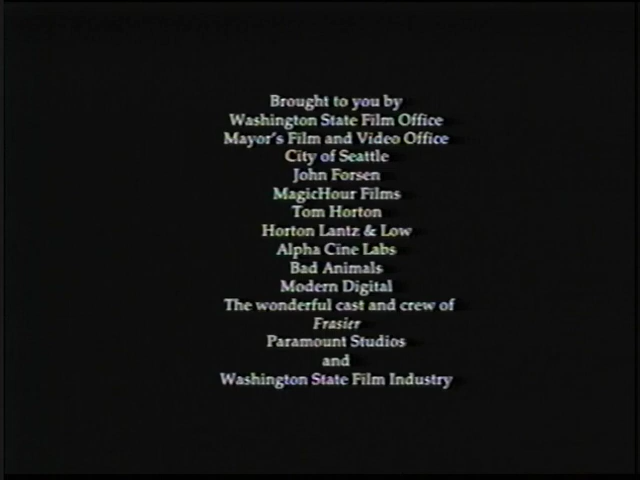 Brought to you by
Washington State Film Office
Mayor's Film and Video Office
City of Seattle
John Forsen
MagicHour Films
Tom Horton
Horton Lantz & Low
Alpha Cine Labs
Bad Animals
Modern Digital
The wonderful cast and crew of
Frasier
Paramount Studios
and
Washington State Film Industry